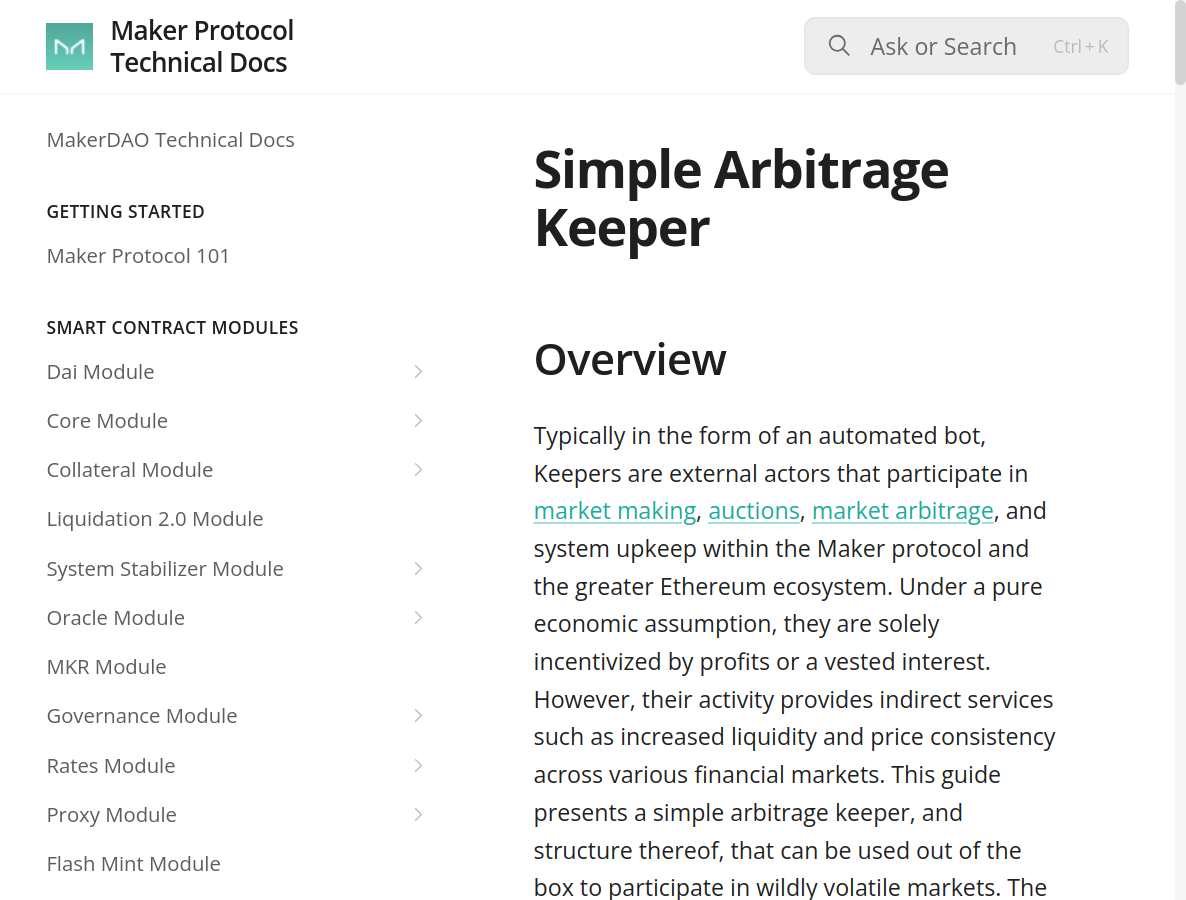 Maker Protocol
Technical Docs
Ask or Search
Ctrl + K
MakerDAO Technical Docs
GETTING STARTED
Maker Protocol 101
SMART CONTRACT MODULES
Dai Module
Core Module
Collateral Module
Liquidation 2.0 Module
System Stabilizer Module
Oracle Module
MKR Module
Governance Module
Rates Module
Proxy Module
Flash Mint Module
Simple Arbitrage
Keeper
Overview
Typically in the form of an automated bot,
Keepers are external actors that participate in
market making, auctions, market arbitrage, and
system upkeep within the Maker protocol and
the greater Ethereum ecosystem. Under a pure
economic assumption, they are solely
incentivized by profits or a vested interest.
However, their activity provides indirect services
such as increased liquidity and price consistency
across various financial markets. This guide
presents a simple arbitrage keeper, and
structure thereof, that can be used out of the
box to participate in wildly volatile markets. The